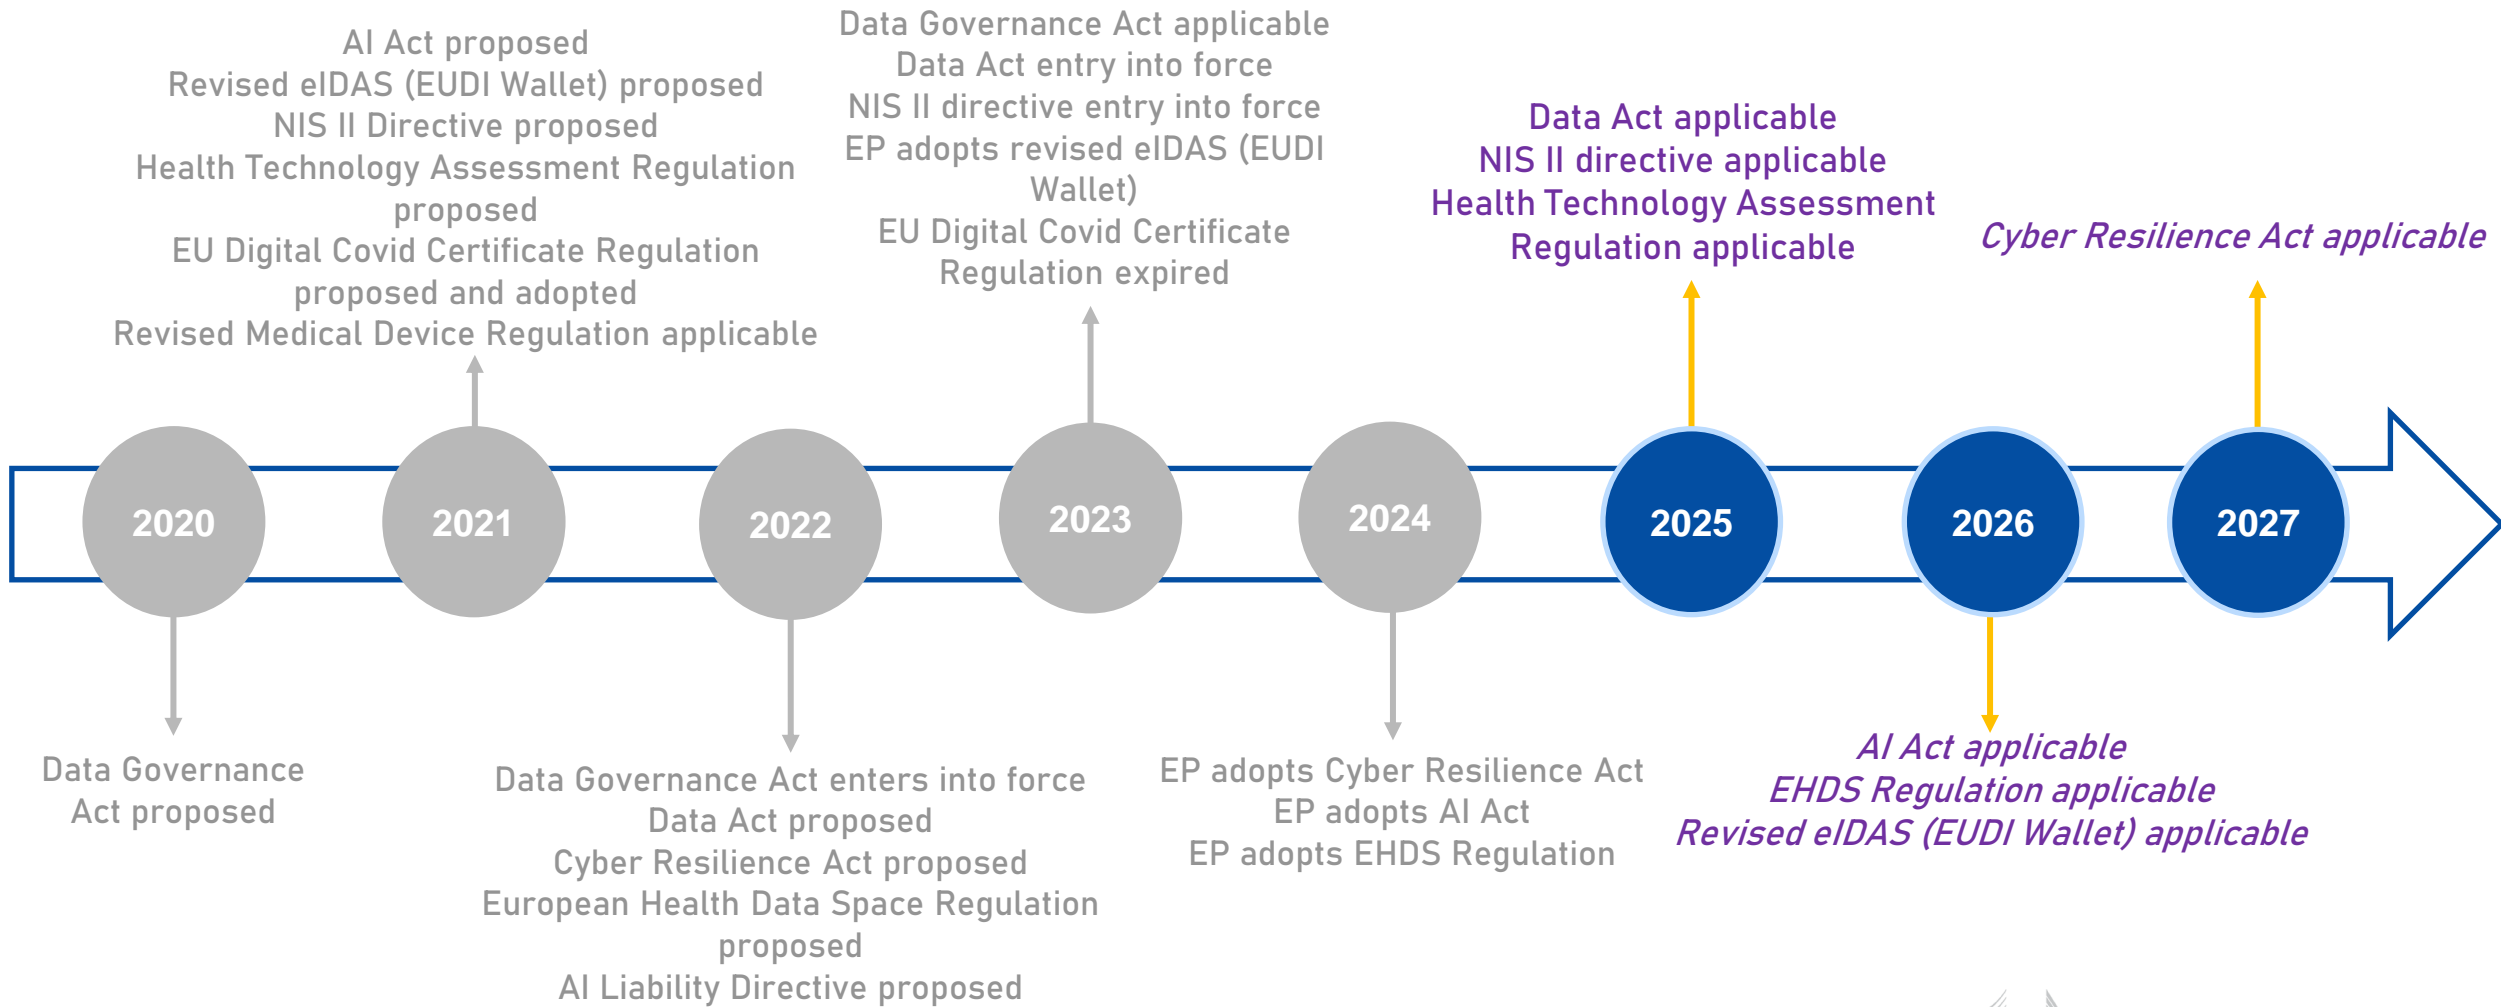 AI Act proposed
Revised eIDAS (EUDI Wallet) proposed
NIS II Directive proposed
Health Technology Assessment Regulation
proposed
EU Digital Covid Certificate Regulation
proposed and adopted
Revised Medical Device Regulation applicable
Data Governance Act applicable
Data Act entry into force
NIS II directive entry into force
EP adopts revised eIDAS (EUDI
Wallet)
EU Digital Covid Certificate
Regulation expired
Data Act applicable
NIS II directive applicable
Health Technology Assessment
Regulation applicable
Cyber Resilience Act applicable
2020
2021
2022
2023
2024
2025
2026
2027
Data Governance
Act proposed
Data Governance Act enters into force
Data Act proposed
Cyber Resilience Act proposed
European Health Data Space Regulation
proposed
AI Liability Directive proposed
EP adopts Cyber Resilience Act
EP adopts AI Act
EP adopts EHDS Regulation
AI Act applicable
EHDS Regulation applicable
Revised eIDAS (EUDI Wallet) applicable